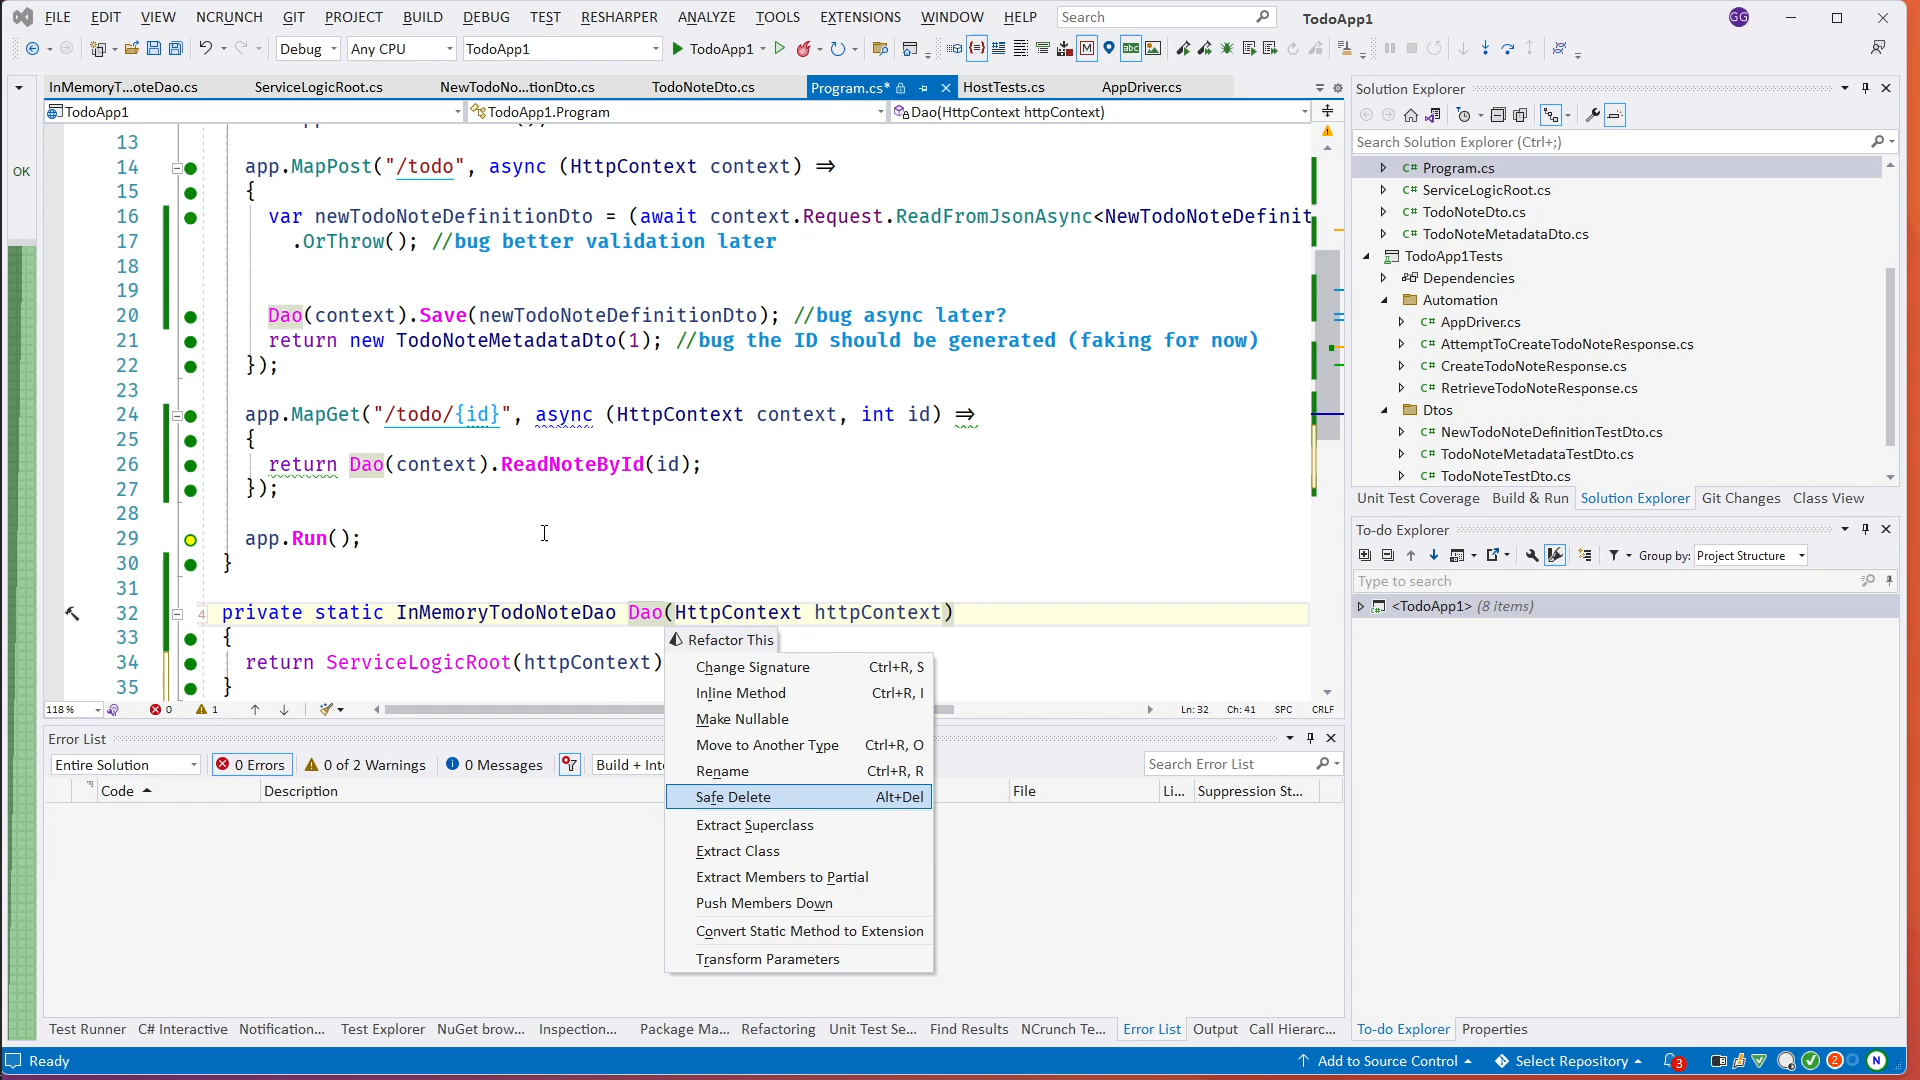 FILE EDIT VIEW NCRUNCH GIT PROJECT BUILD DEBUG TEST RESHARPER ANALYZE TOOLS EXTENSIONS WINDOW HELP Search TodoApp1 GG
Debug Any CPU TodoApp1 TodoApp1
InMemoryT...oteDao.cs ServiceLogicRoot.cs NewTodoNo...tionDto.cs TodoNoteDto.cs Program.cs* HostTests.cs AppDriver.cs
TodoApp1 TodoApp1.Program Dao(HttpContext httpContext)
OK
13
14 app.MapPost("/todo", async (HttpContext context) =>
15 {
16 var newTodoNoteDefinitionDto = (await context.Request.ReadFromJsonAsync<NewTodoNoteDefinit
17 .OrThrow(); //bug better validation later
18
19
20 Dao(context).Save(newTodoNoteDefinitionDto); //bug async later?
21 return new TodoNoteMetadataDto(1); //bug the ID should be generated (faking for now)
22 });
23
24 app.MapGet("/todo/{id}", async (HttpContext context, int id) =>
25 {
26 return Dao(context).ReadNoteById(id);
27 });
28
29 app.Run();
30 }
31
32 4 private static InMemoryTodoNoteDao Dao(HttpContext httpContext)
33 {
34 return ServiceLogicRoot(httpContext)
35 }
Refactor This
Change Signature Ctrl+R, S
Inline Method Ctrl+R, I
Make Nullable
Move to Another Type Ctrl+R, O
Rename Ctrl+R, R
Safe Delete Alt+Del
Extract Superclass
Extract Class
Extract Members to Partial
Push Members Down
Convert Static Method to Extension
Transform Parameters
118 % 0 1 Ln: 32 Ch: 41 SPC CRLF
Error List
Entire Solution 0 Errors 0 of 2 Warnings 0 Messages Build + Inte Search Error List
Code Description File Li... Suppression St...
Test Runner C# Interactive Notification... Test Explorer NuGet brow... Inspection... Package Ma... Refactoring Unit Test Se... Find Results NCrunch Te... Error List Output Call Hierarc...
Solution Explorer
Search Solution Explorer (Ctrl+;)
C# Program.cs
C# ServiceLogicRoot.cs
C# TodoNoteDto.cs
C# TodoNoteMetadataDto.cs
TodoApp1Tests
Dependencies
Automation
C# AppDriver.cs
C# AttemptToCreateTodoNoteResponse.cs
C# CreateTodoNoteResponse.cs
C# RetrieveTodoNoteResponse.cs
Dtos
C# NewTodoNoteDefinitionTestDto.cs
C# TodoNoteMetadataTestDto.cs
C# TodoNoteTestDto.cs
Unit Test Coverage Build & Run Solution Explorer Git Changes Class View
To-do Explorer
Group by: Project Structure
Type to search
<TodoApp1> (8 items)
To-do Explorer Properties
Ready Add to Source Control Select Repository 3 2 N